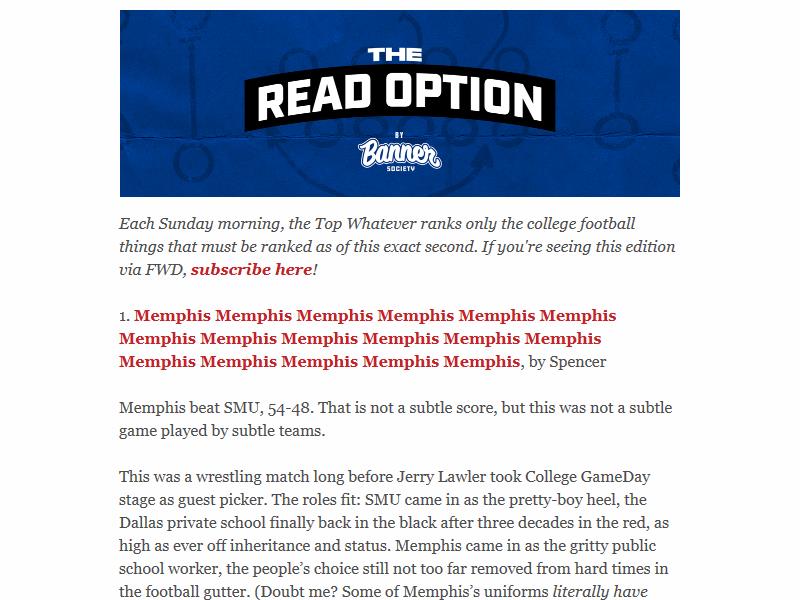 THE
READ OPTION
BY
Banner
SOCIETY
Each Sunday morning, the Top Whatever ranks only the college football
things that must be ranked as of this exact second. If you're seeing this edition
via FWD, subscribe here!
1. Memphis Memphis Memphis Memphis Memphis Memphis
Memphis Memphis Memphis Memphis Memphis Memphis
Memphis Memphis Memphis Memphis Memphis, by Spencer
Memphis beat SMU, 54-48. That is not a subtle score, but this was not a subtle
game played by subtle teams.
This was a wrestling match long before Jerry Lawler took College GameDay
stage as guest picker. The roles fit: SMU came in as the pretty-boy heel, the
Dallas private school finally back in the black after three decades in the red, as
high as ever off inheritance and status. Memphis came in as the gritty public
school worker, the people’s choice still not too far removed from hard times in
the football gutter. (Doubt me? Some of Memphis’s uniforms literally have